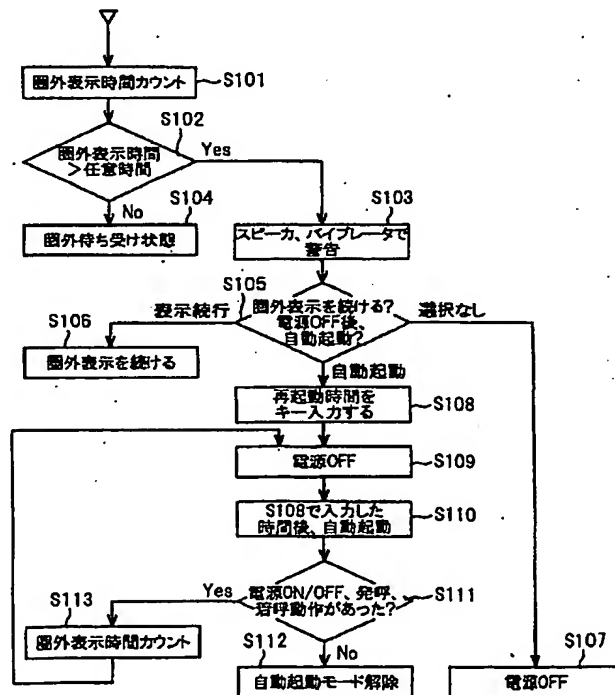 圏外表示時間カウント
S101
圏外表示時間
>任意時間
S102
Yes
No
S104
圏外待ち受け状態
S103
スピーカ、バイブレータで
警告
S105
圏外表示を続ける?
電源OFF後、
自動起動?
表示続行
選択なし
S106
圏外表示を続ける
自動起動
再起動時間を
キー入力する
S108
電源OFF
S109
S108で入力した
時間後、自動起動
S110
電源ON/OFF、発呼、
着呼動作があった?
S111
Yes
S113
圏外表示時間カウント
No
S112
自動起動モード解除
S107
電源OFF